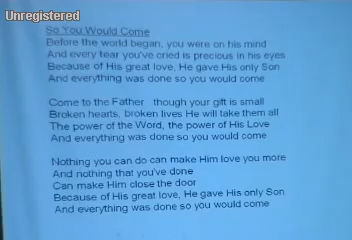 Unregistered
So You Would Come
Before the world began, you were on his mind
And every tear you've cried is precious in his eyes
Because of His great love, He gave His only Son
And everything was done so you would come
Come to the Father though your gift is small
Broken hearts, broken lives He will take them all
The power of the Word, the power of His Love
And everything was done so you would come
Nothing you can do can make Him love you more
And nothing that you've done
Can make Him close the door
Because of His great love, He gave His only Son
And everything was done so you would come